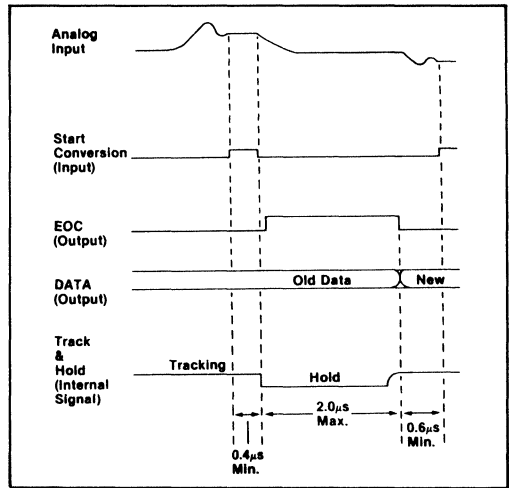 Analog
Input
Start
Conversion
(Input)
EOC
(Output)
DATA
(Output)
Old Data
New
Track
&
Hold
(Internal
Signal)
Tracking
Hold
0.4μs
Min.
2.0μs
Max.
0.6μs
Min.